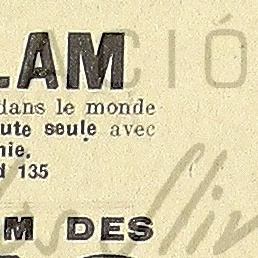 LAM
dans le monde
ute seule avec
nie.
d 135
M DES